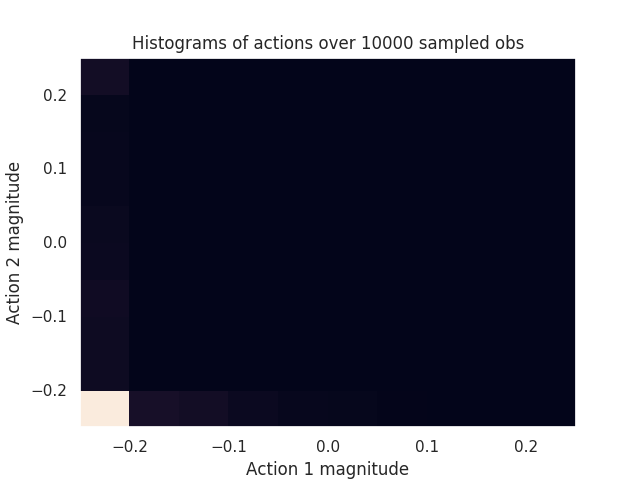 Histograms of actions over 10000 sampled obs
Action 2 magnitude
0.2
0.1
0.0
−0.1
−0.2
−0.2 −0.1 0.0 0.1 0.2
Action 1 magnitude